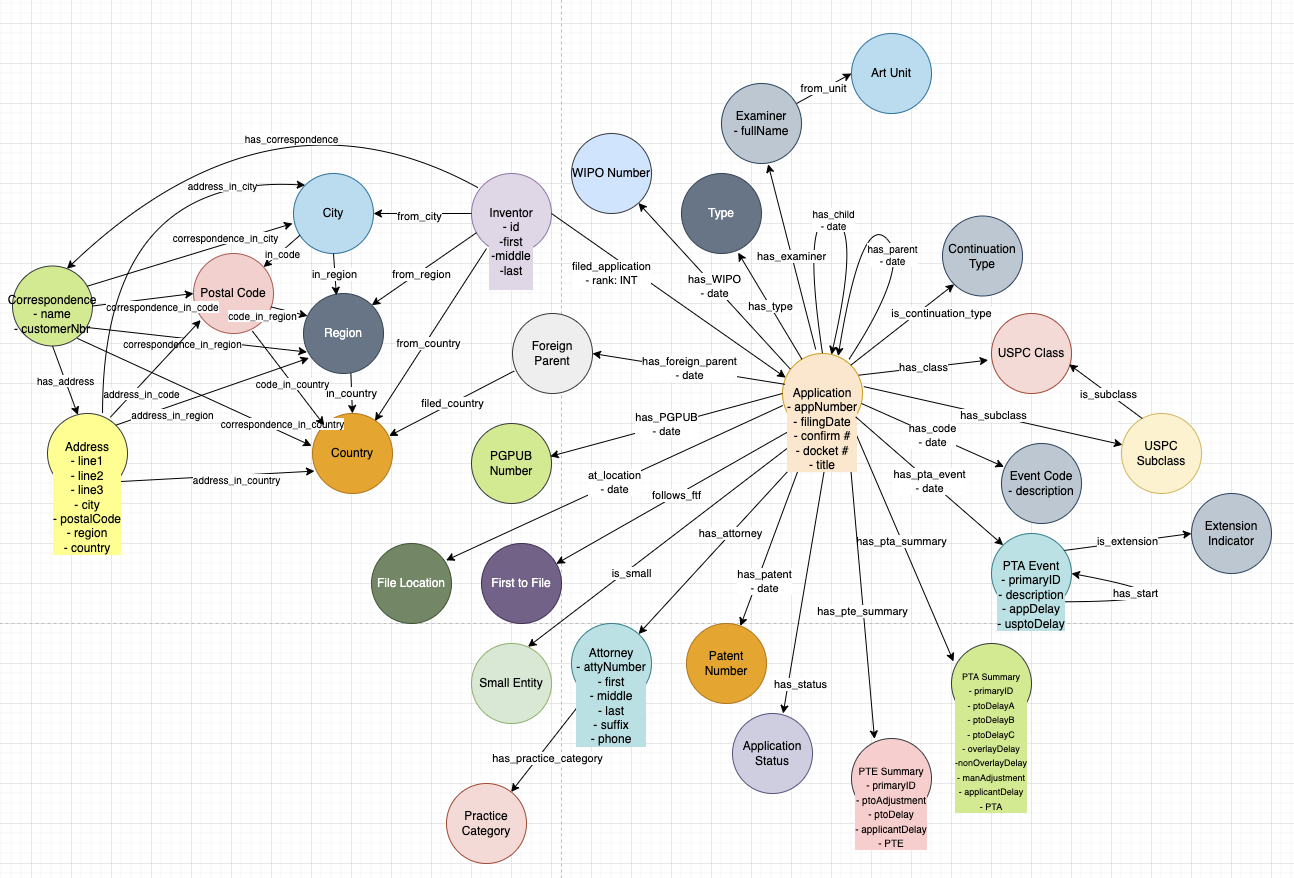 Art Unit
from_unit
Examiner
- fullName
has_correspondence
WIPO Number
address_in_city
City
from_city
Inventor
- id
-first
-middle
-last
Type
has_child
- date
has_parent
- date
Continuation
Type
correspondence_in_city
in_code
has_examiner
filed_application
- rank: INT
in_region
from_region
has_WIPO
- date
Postal Code
has_type
is_continuation_type
Correspondence
- name
- customerNbr
correspondence_in_code
code_in_region
Region
correspondence_in_region
from_country
Foreign
Parent
has_foreign_parent
- date
has_class
USPC Class
has_address
address_in_code
code_in_country
in_country
filed_country
is_subclass
address_in_region
correspondence_in_country
Application
- appNumber
- filingDate
- confirm #
- docket #
- title
has_PGPUB
- date
has_subclass
has_code
- date
Address
- line1
- line2
- line3
- city
- postalCode
- region
- country
Country
address_in_country
PGPUB
Number
at_location
- date
follows_ftf
has_pta_event
- date
Event Code
- description
USPC
Subclass
has_attorney
has_pta_summary
is_extension
Extension
Indicator
File Location
First to File
is_small
has_patent
- date
PTA Event
- primaryID
- description
- appDelay
- usptoDelay
has_start
has_pte_summary
Small Entity
Attorney
- attyNumber
- first
- middle
- last
- suffix
- phone
Patent
Number
has_status
PTA Summary
- primaryID
- ptoDelayA
- ptoDelayB
- ptoDelayC
- overlayDelay
-nonOverlayDelay
- manAdjustment
- applicantDelay
- PTA
has_practice_category
Application
Status
PTE Summary
- primaryID
- ptoAdjustment
- ptoDelay
- applicantDelay
- PTE
Practice
Category